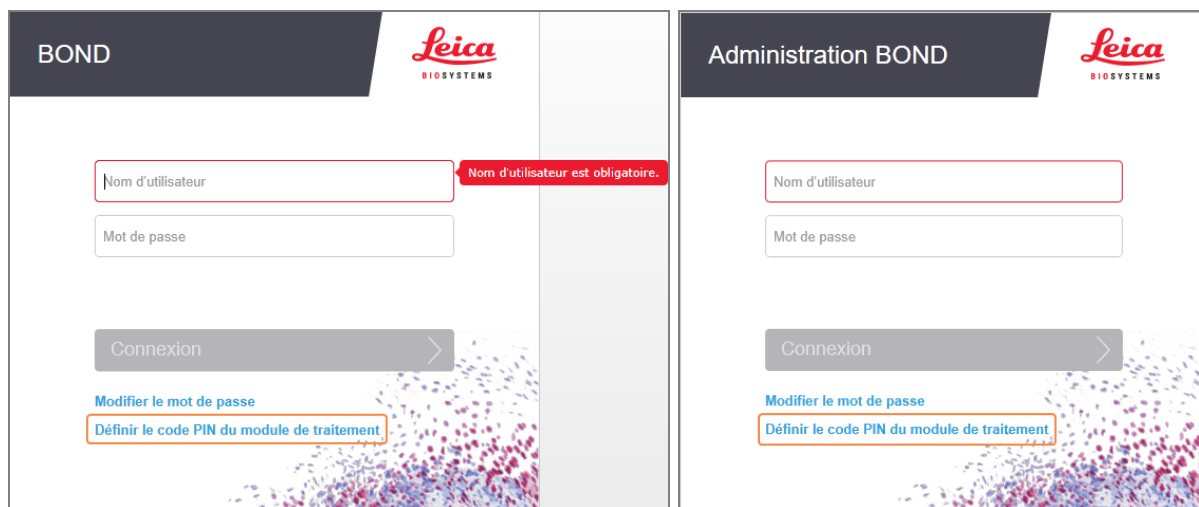 BOND
Leica
BIOSYSTEMS
Nom d'utilisateur
Nom d'utilisateur est obligatoire.
Mot de passe
Connexion
Modifier le mot de passe
Définir le code PIN du module de traitement
Administration BOND
Leica
BIOSYSTEMS
Nom d'utilisateur
Mot de passe
Connexion
Modifier le mot de passe
Définir le code PIN du module de traitement